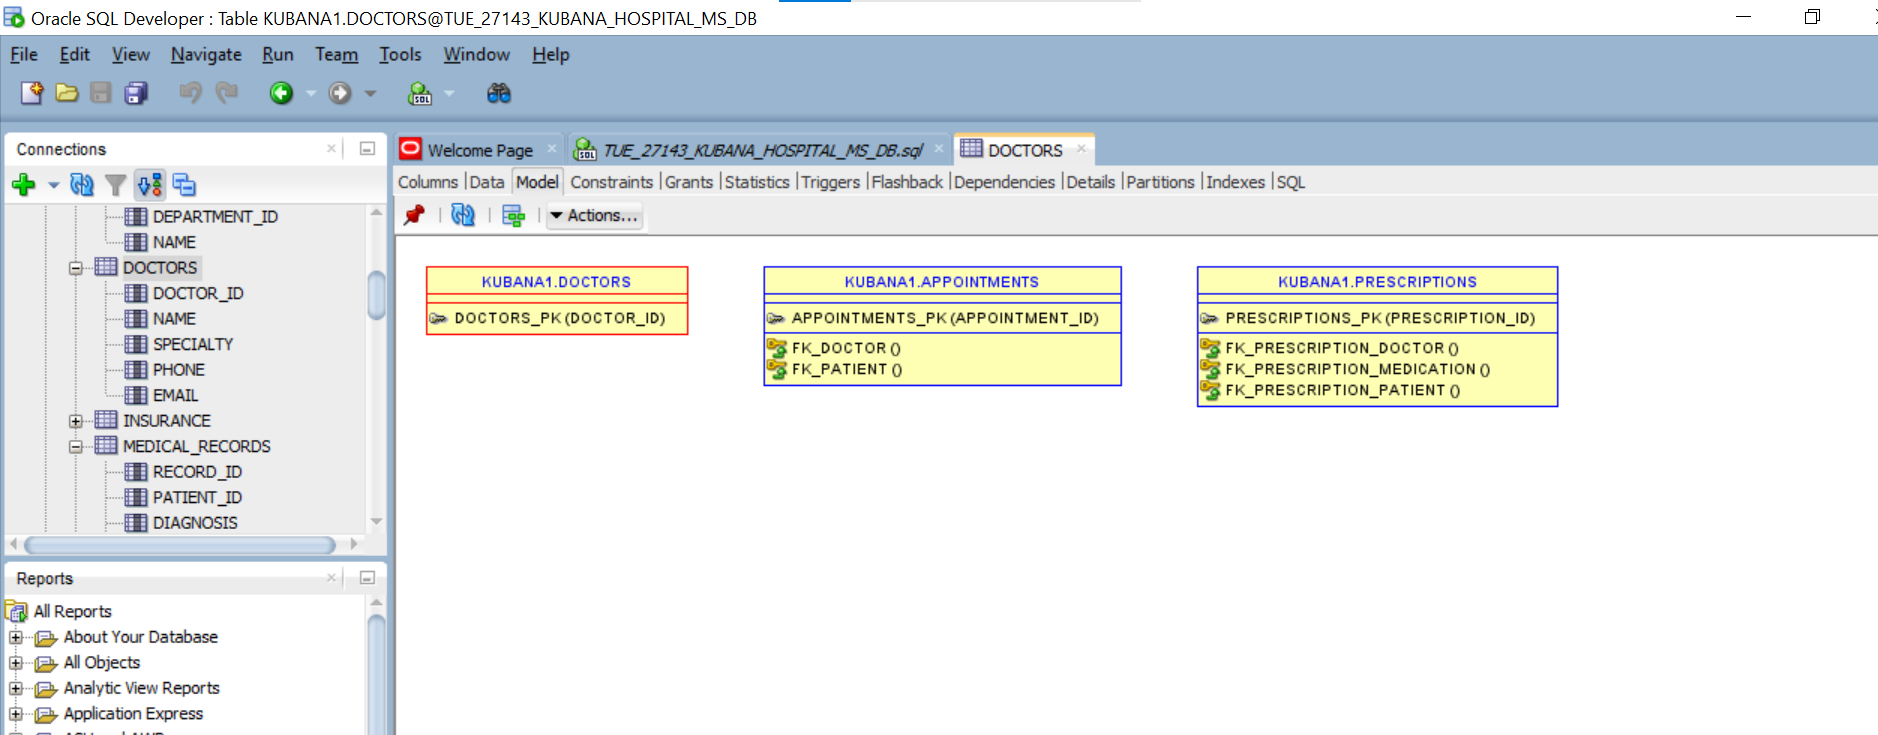 Oracle SQL Developer : Table KUBANA1.DOCTORS@TUE_27143_KUBANA_HOSPITAL_MS_DB
File Edit View Navigate Run Team Tools Window Help
Connections
Welcome Page
TUE_27143_KUBANA_HOSPITAL_MS_DB.sql
DOCTORS
Columns Data Model Constraints Grants Statistics Triggers Flashback Dependencies Details Partitions Indexes SQL
Actions...
DEPARTMENT_ID
NAME
DOCTORS
DOCTOR_ID
NAME
SPECIALTY
PHONE
EMAIL
INSURANCE
MEDICAL_RECORDS
RECORD_ID
PATIENT_ID
DIAGNOSIS
KUBANA1.DOCTORS
DOCTORS_PK (DOCTOR_ID)
KUBANA1.APPOINTMENTS
APPOINTMENTS_PK (APPOINTMENT_ID)
FK_DOCTOR ()
FK_PATIENT ()
KUBANA1.PRESCRIPTIONS
PRESCRIPTIONS_PK (PRESCRIPTION_ID)
FK_PRESCRIPTION_DOCTOR ()
FK_PRESCRIPTION_MEDICATION ()
FK_PRESCRIPTION_PATIENT ()
Reports
All Reports
About Your Database
All Objects
Analytic View Reports
Application Express